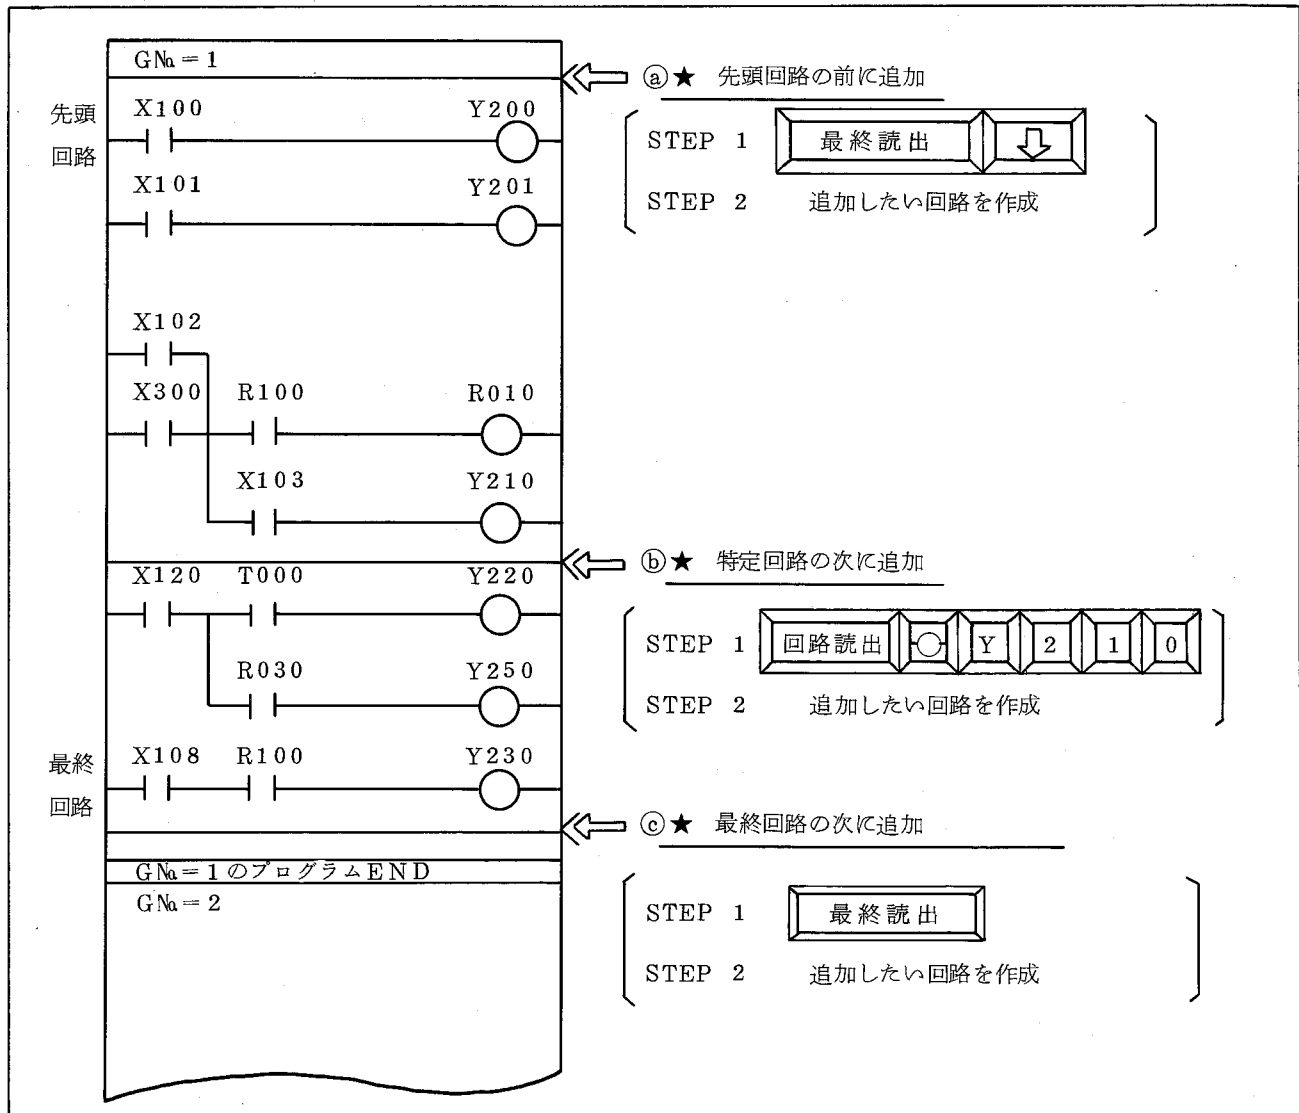 G№=1
ⓐ★ 先頭回路の前に追加
先頭
回路
X100 Y200
STEP 1 最終読出 ⇩
X101 Y201
STEP 2 追加したい回路を作成
X102
X300 R100 R010
X103 Y210
ⓑ★ 特定回路の次に追加
X120 T000 Y220
STEP 1 回路読出 Y 2 1 0
R030 Y250
STEP 2 追加したい回路を作成
最終
回路
X108 R100 Y230
ⓒ★ 最終回路の次に追加
G№=1のプログラムEND
G№=2
STEP 1 最終読出
STEP 2 追加したい回路を作成